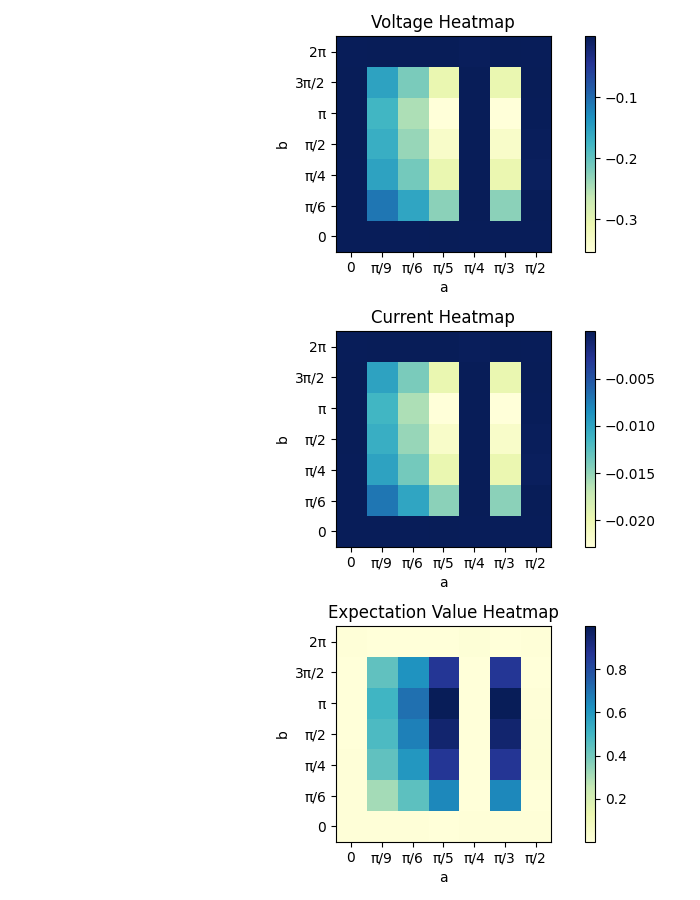 Voltage Heatmap
2π
3π/2
π
π/2
π/4
π/6
0
b
0 π/9 π/6 π/5 π/4 π/3 π/2
a
−0.1
−0.2
−0.3
Current Heatmap
2π
3π/2
π
π/2
π/4
π/6
0
b
0 π/9 π/6 π/5 π/4 π/3 π/2
a
−0.005
−0.010
−0.015
−0.020
Expectation Value Heatmap
2π
3π/2
π
π/2
π/4
π/6
0
b
0 π/9 π/6 π/5 π/4 π/3 π/2
a
0.8
0.6
0.4
0.2